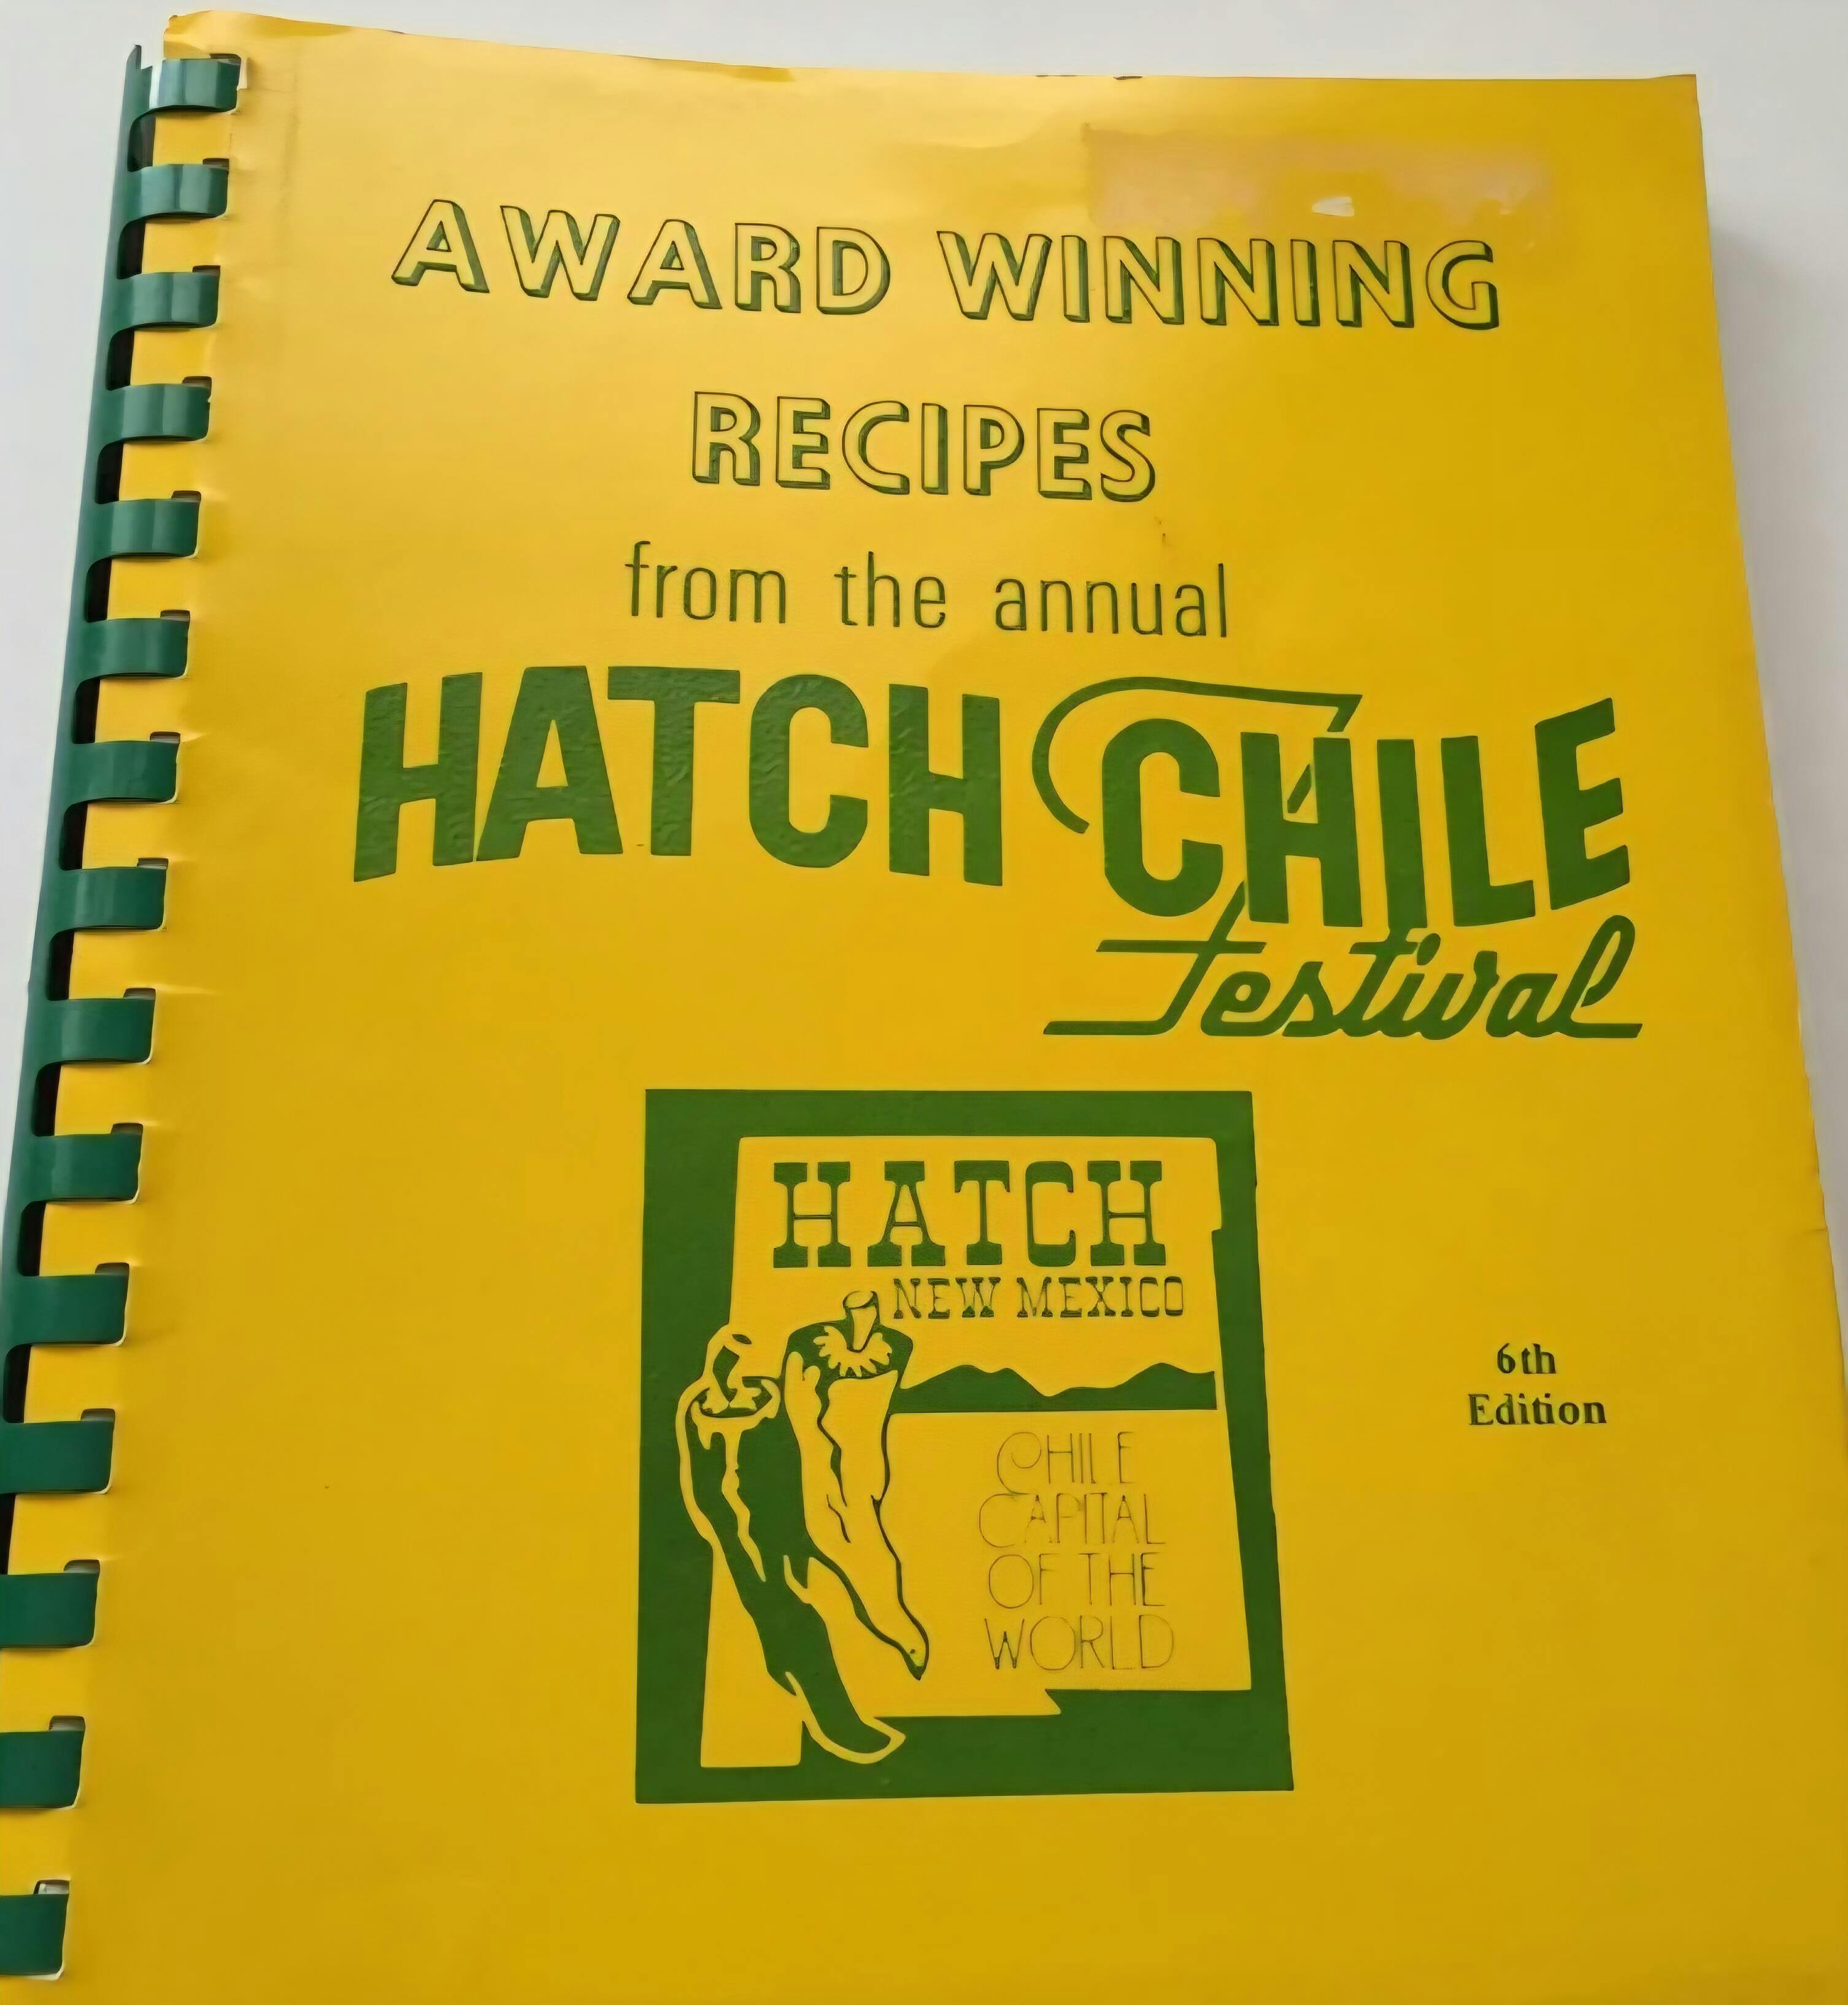 AWARD WINNING
RECIPES
from the annual
HATCH CHILE
Festival
HATCH
NEW MEXICO
CHILE
CAPITAL
OF THE
WORLD
6th
Edition